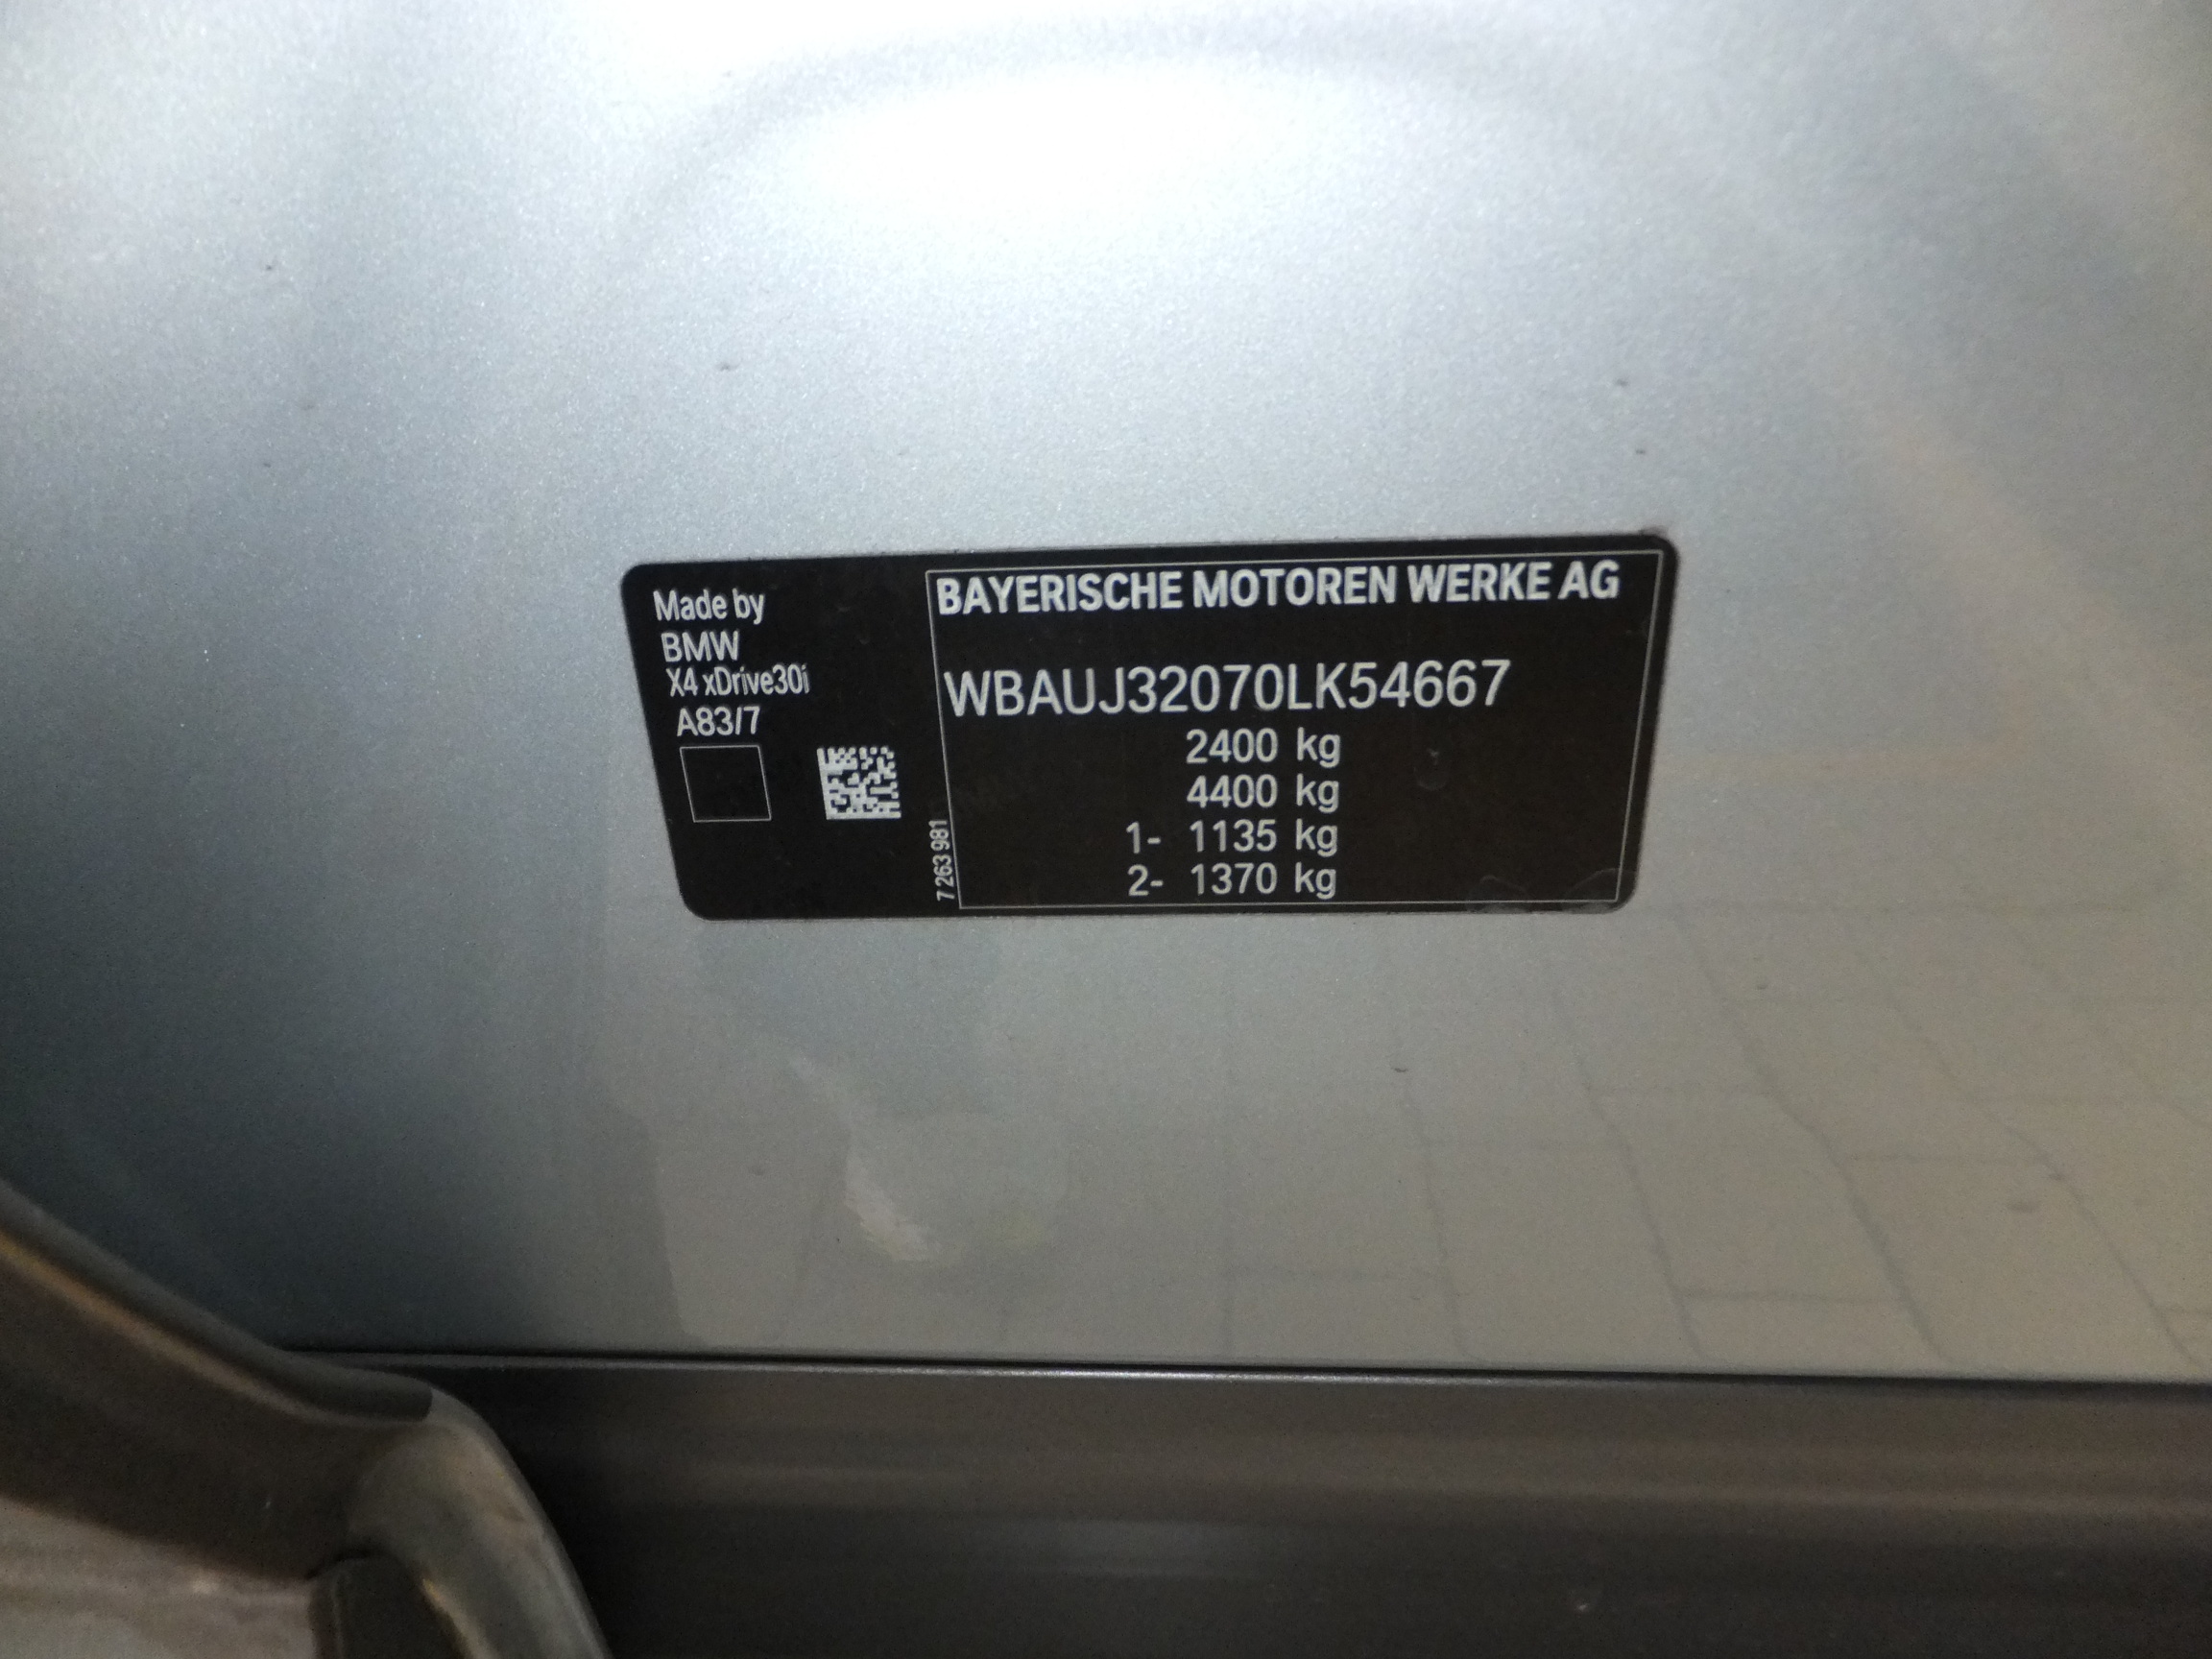 Made by
BMW
X4 xDrive30i
A83/7
7 263 981
BAYERISCHE MOTOREN WERKE AG
WBAUJ32070LK54667
2400 kg
4400 kg
1- 1135 kg
2- 1370 kg